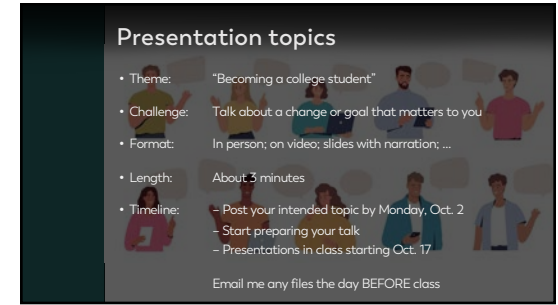 Presentation topics
• Theme: "Becoming a college student"
• Challenge: Talk about a change or goal that matters to you
• Format: In person; on video; slides with narration; ...
• Length: About 3 minutes
• Timeline: – Post your intended topic by Monday, Oct. 2
– Start preparing your talk
– Presentations in class starting Oct. 17
Email me any files the day BEFORE class